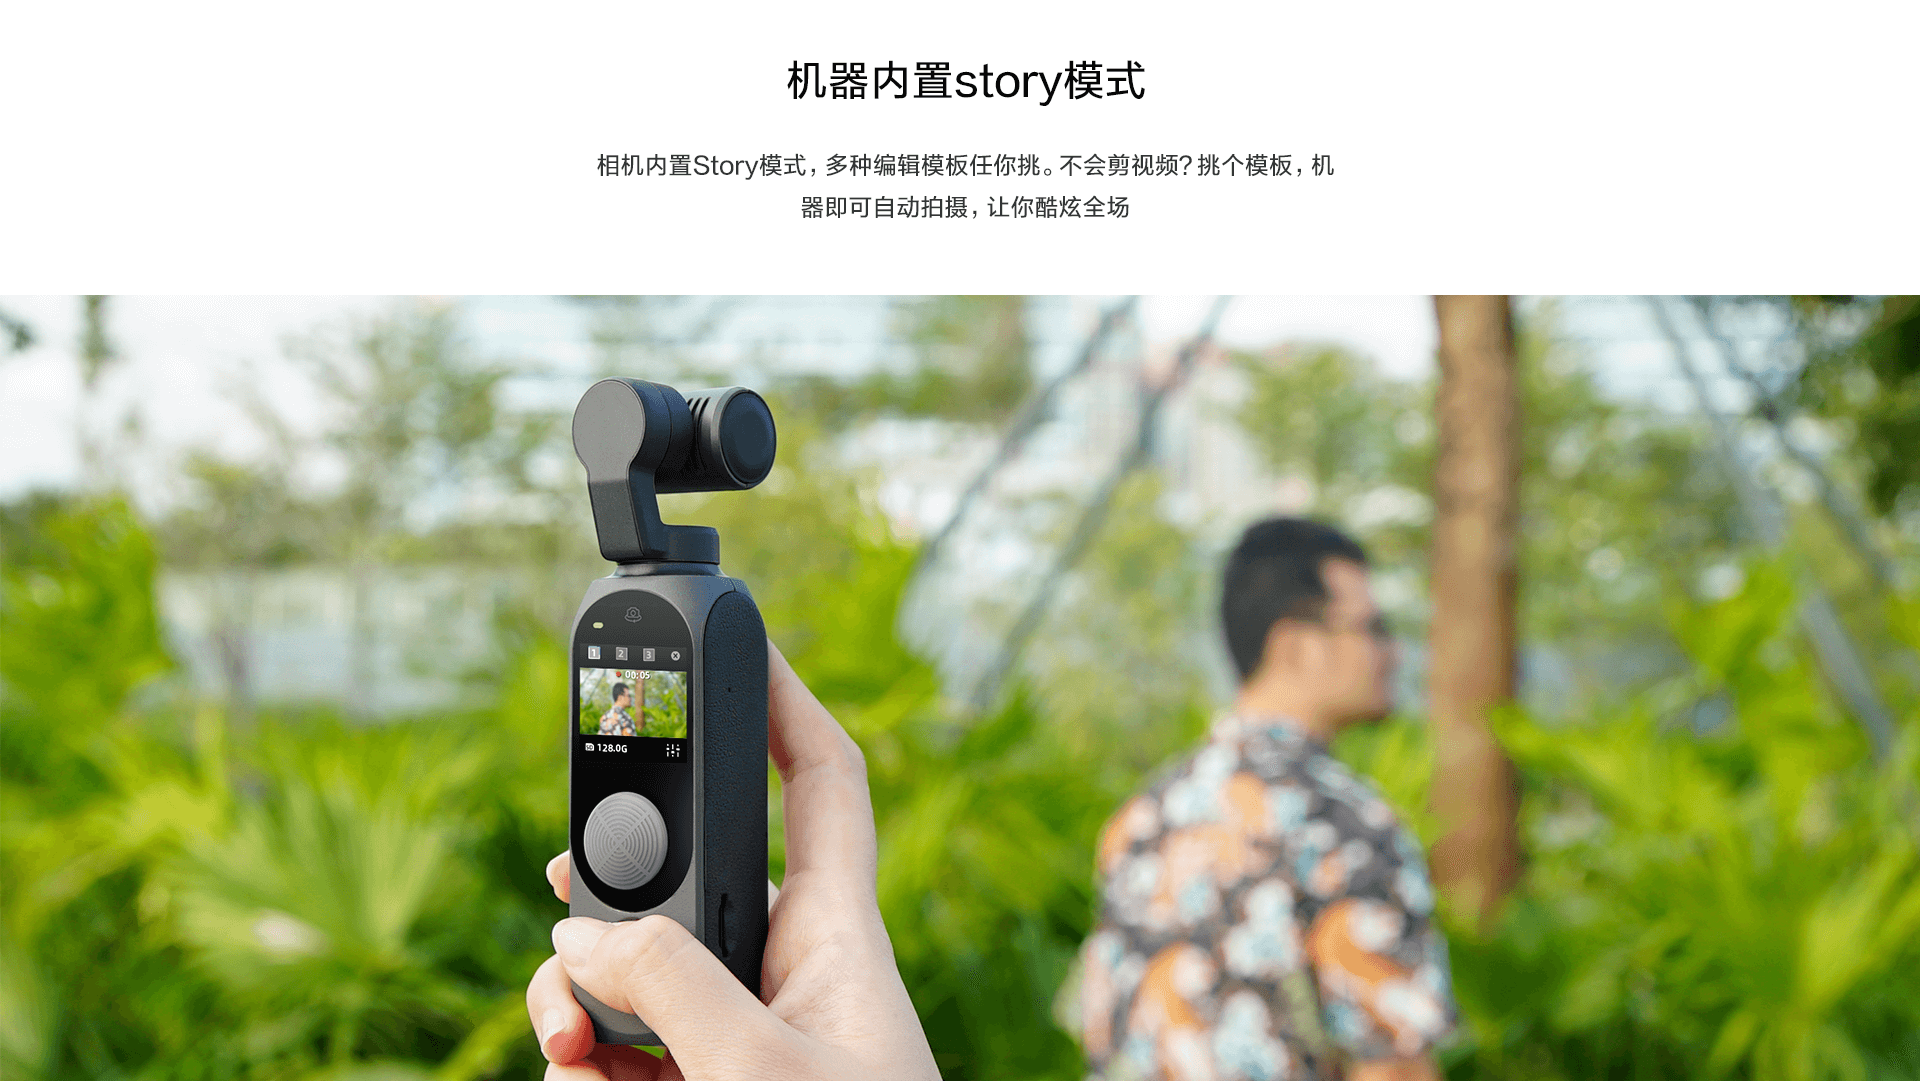 机器内置story模式
相机内置Story模式，多种编辑模板任你挑。不会剪视频？挑个模板，机
器即可自动拍摄，让你酷炫全场
1 2 3
00:05
128.0G